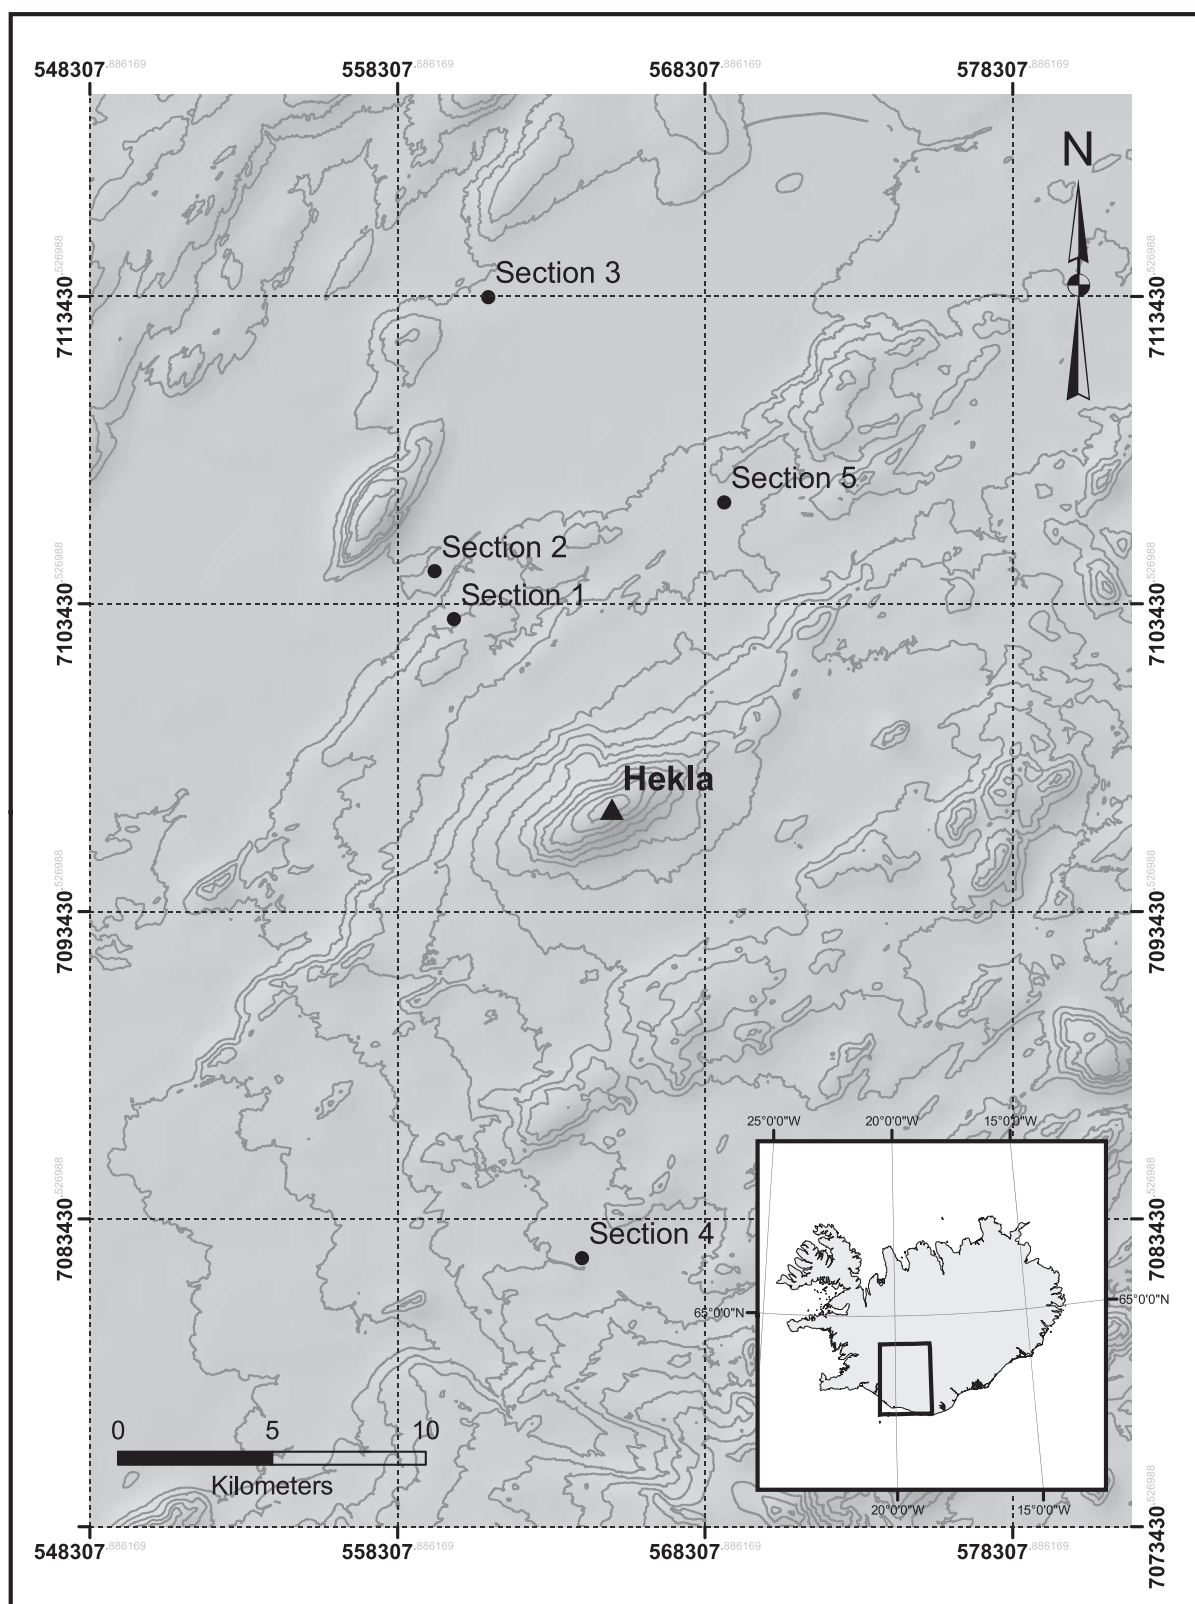 548307.886169 558307.886169 568307.886169 578307.886169
N
7113430.526988 7113430.526988
Section 3
Section 5
Section 2
Section 1
7103430.526988 7103430.526988
Hekla
7093430.526988 7093430.526988
25°0'0"W 20°0'0"W 15°0'0"W
7083430.526988 7083430.526988
Section 4
65°0'0"N 65°0'0"N
0 5 10
Kilometers
20°0'0"W 15°0'0"W
548307.886169 558307.886169 568307.886169 578307.886169
7073430.526988